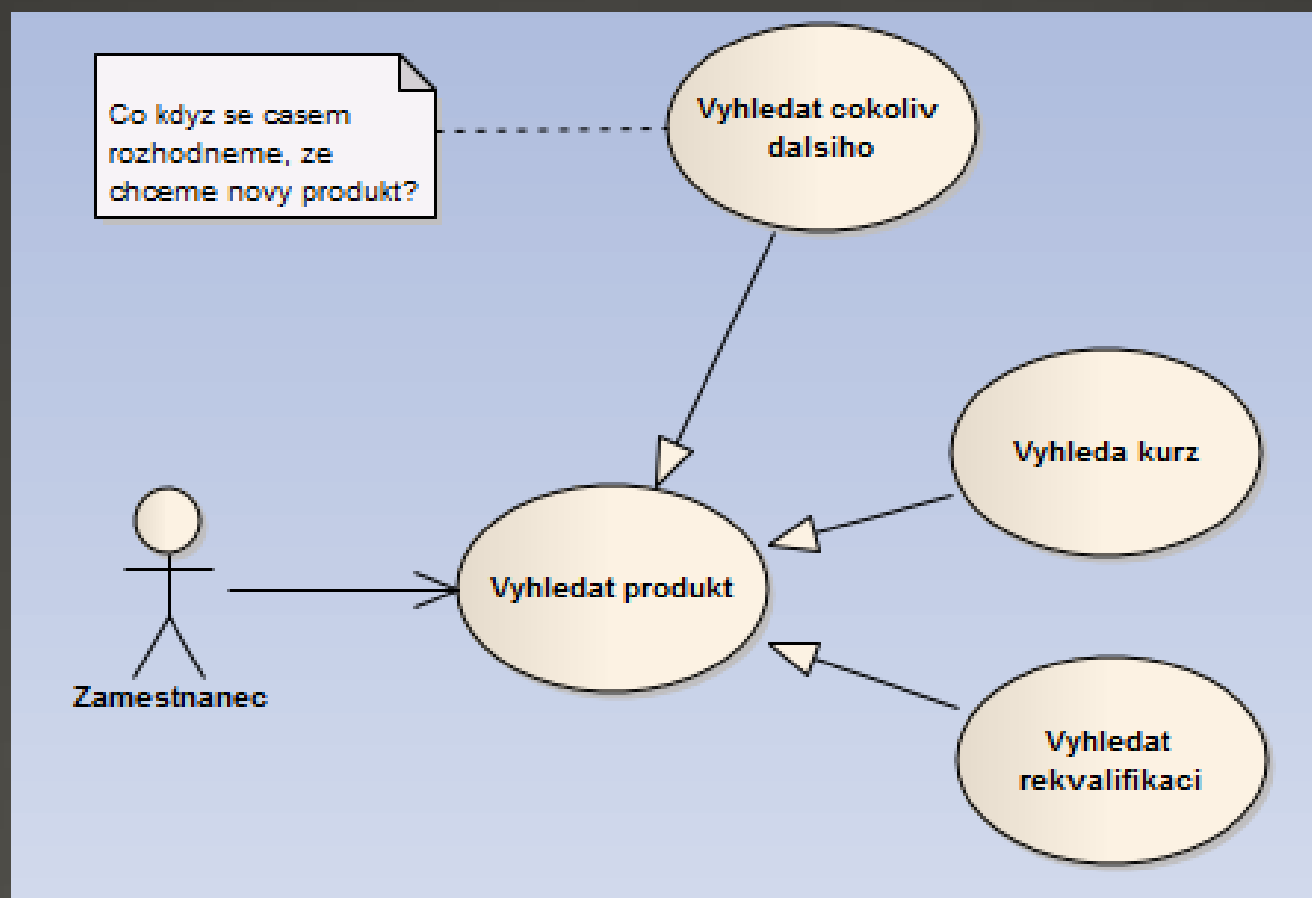 Co kdyz se casem
rozhodneme, ze
chceme novy produkt?
Vyhledat cokoliv
dalsiho
Vyhleda kurz
Vyhledat produkt
Zamestnanec
Vyhledat
rekvalifikaci